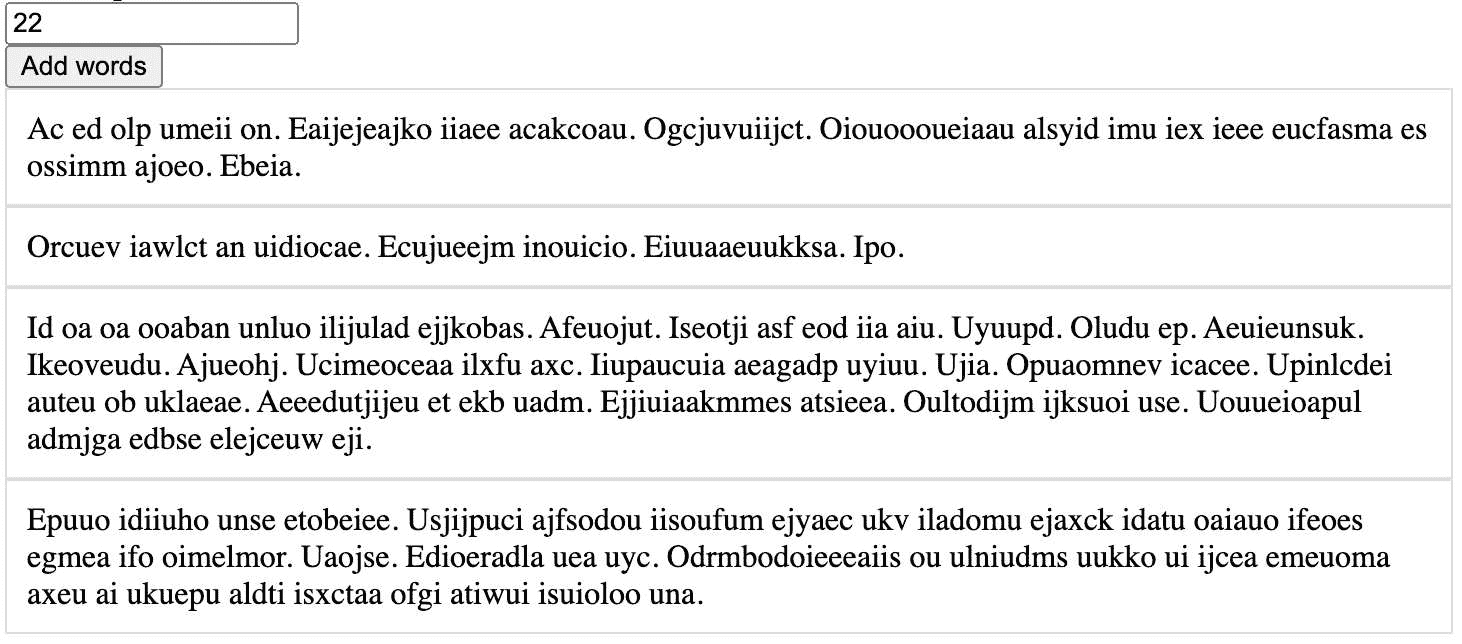 22
Add words
Ac ed olp umeii on. Eaijejeajko iiaee acakcoau. Ogcjuvuiijct. Oiouoooueiaau alsyid imu iex ieee eucfasma es
ossimm ajoeo. Ebeia.
Orcuev iawlct an uidiocae. Ecujueejm inouicio. Eiuuaaeuukksa. Ipo.
Id oa oa ooaban unluo ilijulad ejjkobas. Afeuojut. Iseotji asf eod iia aiu. Uyuupd. Oludu ep. Aeuieunsuk.
Ikeoveudu. Ajueohj. Ucimeoceaa ilxfu axc. Iiupaucuia aeagadp uyiuu. Ujia. Opuaomnev icacee. Upinlcdei
auteu ob uklaeae. Aeeedutjijeu et ekb uadm. Ejjiuiaakmmes atsieea. Oultodijm ijksuoi use. Uouueioapul
admjga edbse elejceuw eji.
Epuuo idiiuho unse etobeiee. Usjijpuci ajfsodou iisoufum ejyaec ukv iladomu ejaxck idatu oaiauo ifeoes
egmea ifo oimelmor. Uaojse. Edioeradla uea uyc. Odrmbodoieeeaiis ou ulniudms uukko ui ijcea emeuoma
axeu ai ukuepu aldti isxctaa ofgi atiwui isuioloo una.